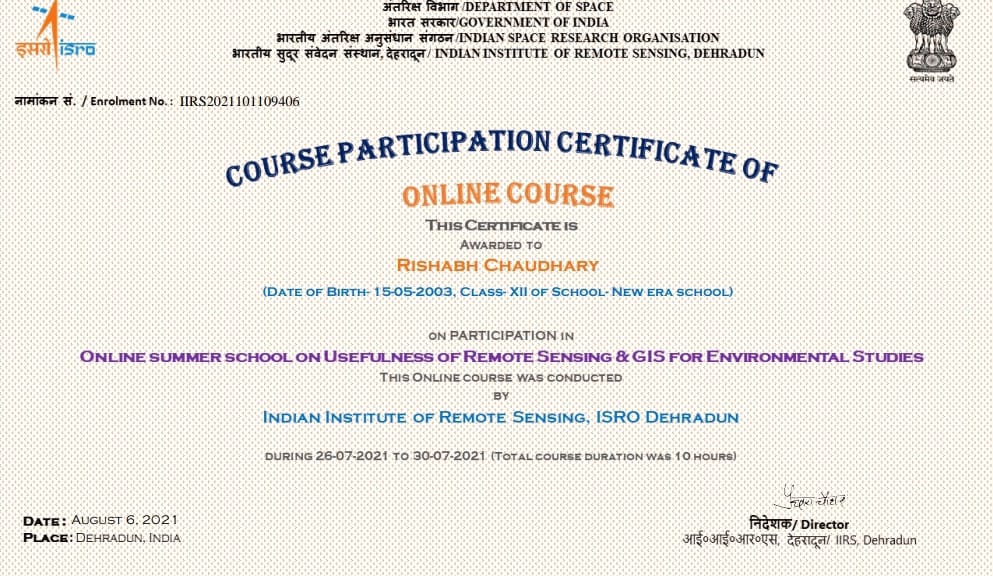 अंतरिक्ष विभाग /DEPARTMENT OF SPACE
भारत सरकार/GOVERNMENT OF INDIA
भारतीय अंतरिक्ष अनुसंधान संगठन /INDIAN SPACE RESEARCH ORGANISATION
भारतीय सुदूर संवेदन संस्थान, देहरादून/ INDIAN INSTITUTE OF REMOTE SENSING, DEHRADUN
इसरो isro
सत्यमेव जयते
नामांकन सं. / Enrolment No. : IIRS2021101109406
COURSE PARTICIPATION CERTIFICATE OF
ONLINE COURSE
THIS CERTIFICATE IS
AWARDED TO
RISHABH CHAUDHARY
(DATE OF BIRTH- 15-05-2003, CLASS- XII OF SCHOOL- NEW ERA SCHOOL)
ON PARTICIPATION IN
ONLINE SUMMER SCHOOL ON USEFULNESS OF REMOTE SENSING & GIS FOR ENVIRONMENTAL STUDIES
THIS ONLINE COURSE WAS CONDUCTED
BY
INDIAN INSTITUTE OF REMOTE SENSING, ISRO DEHRADUN
DURING 26-07-2021 TO 30-07-2021 (TOTAL COURSE DURATION WAS 10 HOURS)
DATE : AUGUST 6, 2021
PLACE: DEHRADUN, INDIA
निदेशक/ Director
आई०आई०आर०एस, देहरादून/ IIRS, Dehradun